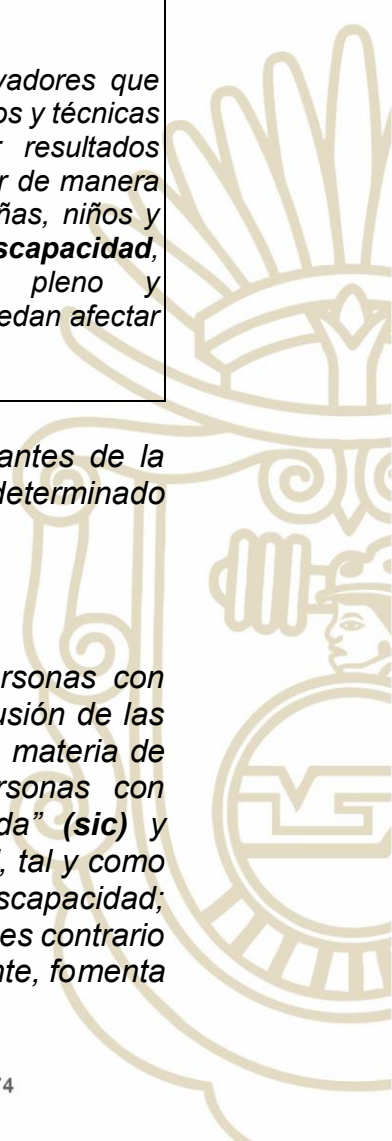 vadores que
os y técnicas
r resultados
r de manera
ñas, niños y
scapacidad,
pleno y
edan afectar
antes de la
determinado
ersonas con
usión de las
materia de
rsonas con
da” (sic) y
, tal y como
scapacidad;
es contrario
nte, fomenta
74